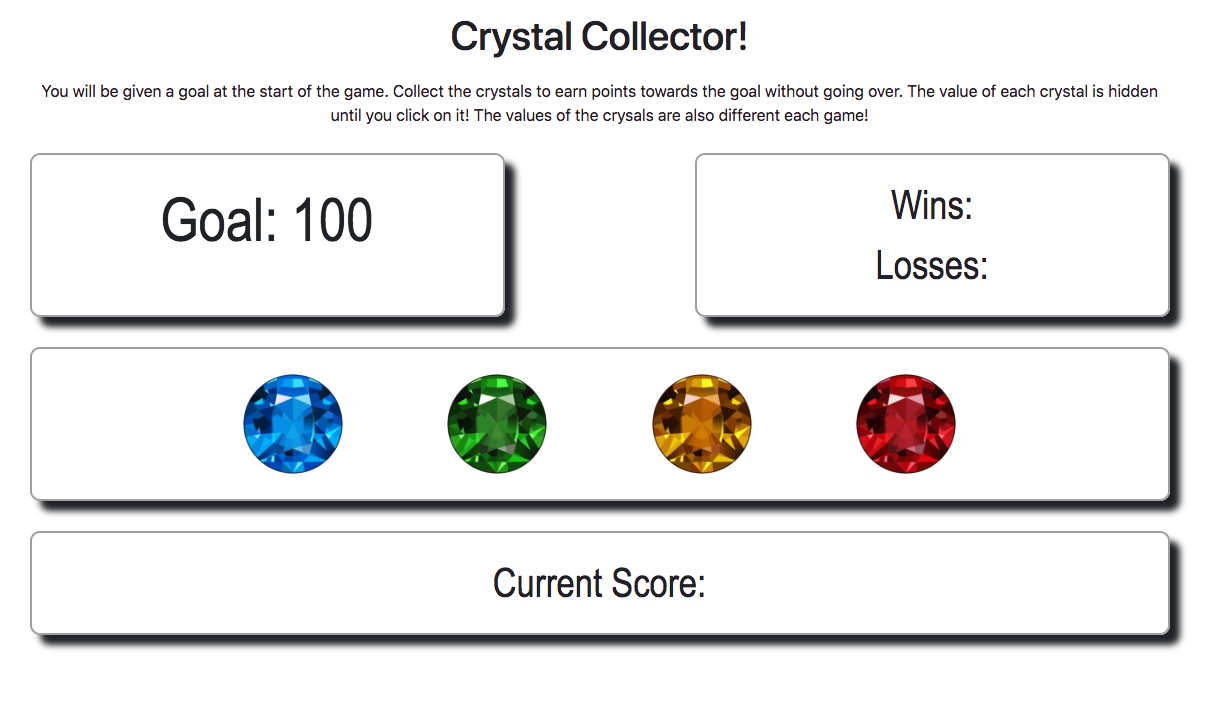 Crystal Collector!
You will be given a goal at the start of the game. Collect the crystals to earn points towards the goal without going over. The value of each crystal is hidden
until you click on it! The values of the crysals are also different each game!
Goal: 100
Wins:
Losses:
Current Score: